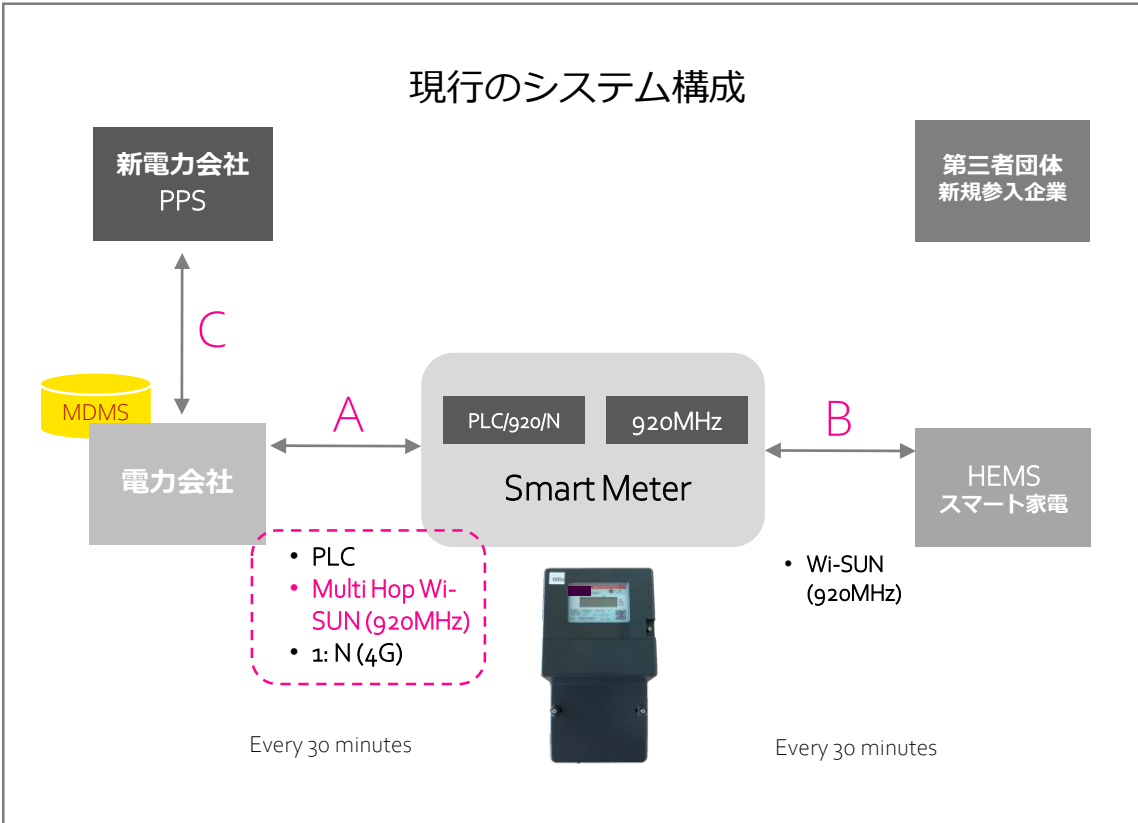 現行のシステム構成
新電力会社
PPS
第三者団体
新規参入企業
C
MDMS
電力会社
A
PLC/920/N
920MHz
Smart Meter
B
HEMS
スマート家電
• PLC
• Multi Hop Wi-
SUN (920MHz)
• 1: N (4G)
• Wi-SUN
(920MHz)
Every 30 minutes
Every 30 minutes